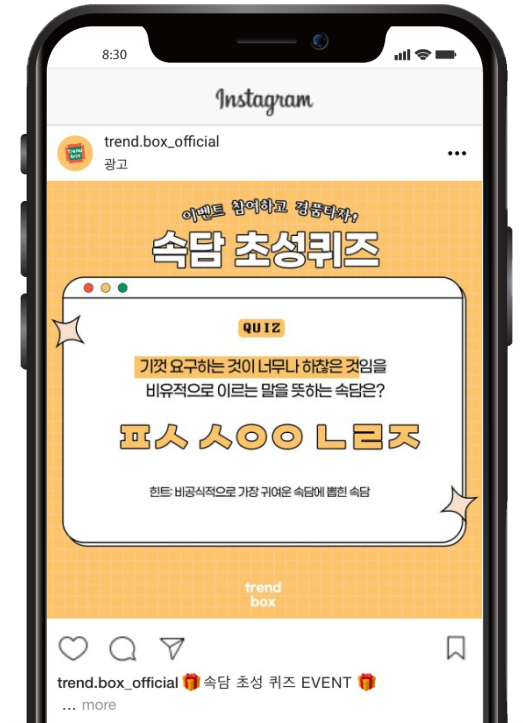 8:30
Instagram
trend.box_official
광고
trend
box
이벤트 참여하고 경품타자!
속담 초성퀴즈
QUIZ
기껏 요구하는 것이 너무나 하찮은 것임을
비유적으로 이르는 말을 뜻하는 속담은?
ㅍㅅ ㅅㅇㅇ ㄴㄹㅈ
힌트: 비공식적으로 가장 귀여운 속담에 뽑힌 속담
trend
box
trend.box_official 🎁 속담 초성 퀴즈 EVENT 🎁
... more